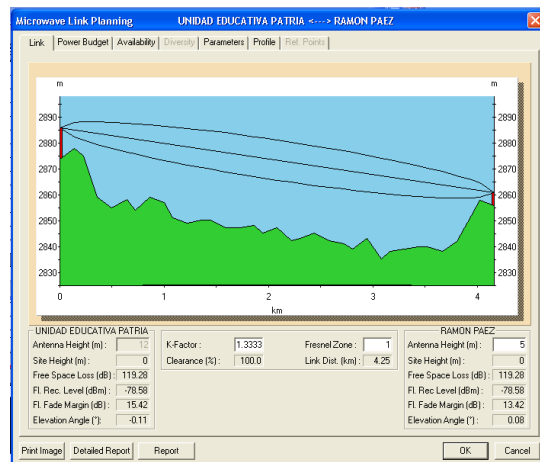 Microwave Link Planning UNIDAD EDUCATIVA PATRIA <---> RAMON PAEZ
Link Power Budget Availability Diversity Parameters Profile Ref. Points
m m
2890 2890
2880 2880
2870 2870
2860 2860
2850 2850
2840 2840
2830 2830
0 1 2 3 4
km
UNIDAD EDUCATIVA PATRIA
Antenna Height (m) : 12
Site Height (m) : 0
Free Space Loss (dB) : 119.28
Fl. Rec. Level (dBm) : -78.58
Fl. Fade Margin (dB) : 15.42
Elevation Angle (°): -0.11
K-Factor : 1.3333 Fresnel Zone : 1
Clearance (%) : 100.0 Link Dist. (km) : 4.25
RAMON PAEZ
Antenna Height (m) : 5
Site Height (m) : 0
Free Space Loss (dB) : 119.28
Fl. Rec. Level (dBm) : -78.58
Fl. Fade Margin (dB) : 13.42
Elevation Angle (°): 0.08
Print Image Detailed Report Report OK Cancel